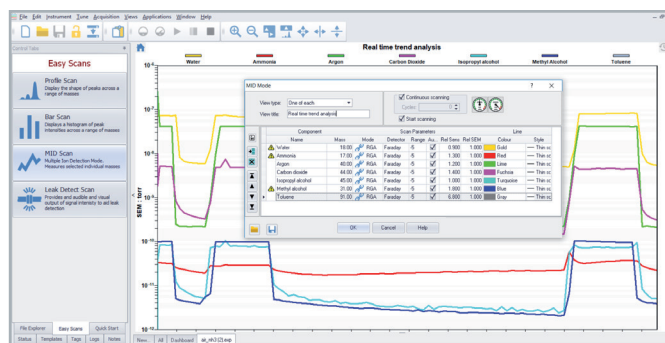 File Edit Instrument Tune Acquisition Views Applications Window Help
Control Tabs
Easy Scans
Profile Scan
Display the shape of peaks across a range of masses
Bar Scan
Displays a histogram of peak intensities across a range of masses
MID Scan
Multiple Ion Detection Mode. Measures selected individual masses
Leak Detect Scan
Provides and audible and visual output of signal intensity to aid leak detection
File Explorer Easy Scans Quick Start
Status Templates Tags Logs Notes
Real time trend analysis
Water Ammonia Argon Carbon Dioxide Isopropyl alcohol Methyl Alcohol Toluene
SEM : torr
MID Mode ? ×
View type: One of each
View title: Real time trend analysis
Continuous scanning
Cycles: 0
Start scanning
Component Scan Parameters Line
Name Mass Mode Detector Range Au... Rel Sens Rel SEM Colour Style
Water 18.00 RGA Faraday -5 0.900 1.000 Gold Thin sc
Ammonia 17.00 RGA Faraday -5 1.300 1.000 Red Thin sc
Argon 40.00 RGA Faraday -5 1.200 1.000 Lime Thin sc
Carbon dioxide 44.00 RGA Faraday -5 1.400 1.000 Fuchsia Thin sc
Isopropyl alcohol 45.00 RGA Faraday -5 1.000 1.000 Turquoise Thin sc
Methyl alcohol 31.00 RGA Faraday -5 1.800 1.000 Blue Thin sc
Toluene 91.00 RGA Faraday -5 6.800 1.000 Gray Thin sc
OK Cancel Help
New... All Dashboard